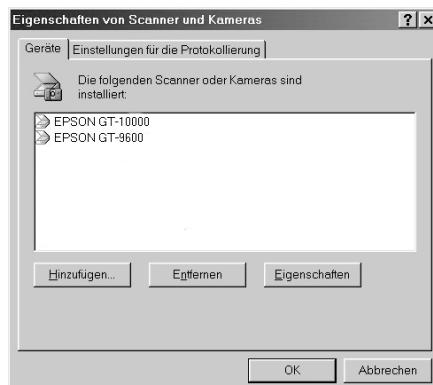 Eigenschaften von Scanner und Kameras
Geräte
Einstellungen für die Protokollierung
Die folgenden Scanner oder Kameras sind
installiert:
EPSON GT-10000
EPSON GT-9600
Hinzufügen...
Entfernen
Eigenschaften
OK
Abbrechen